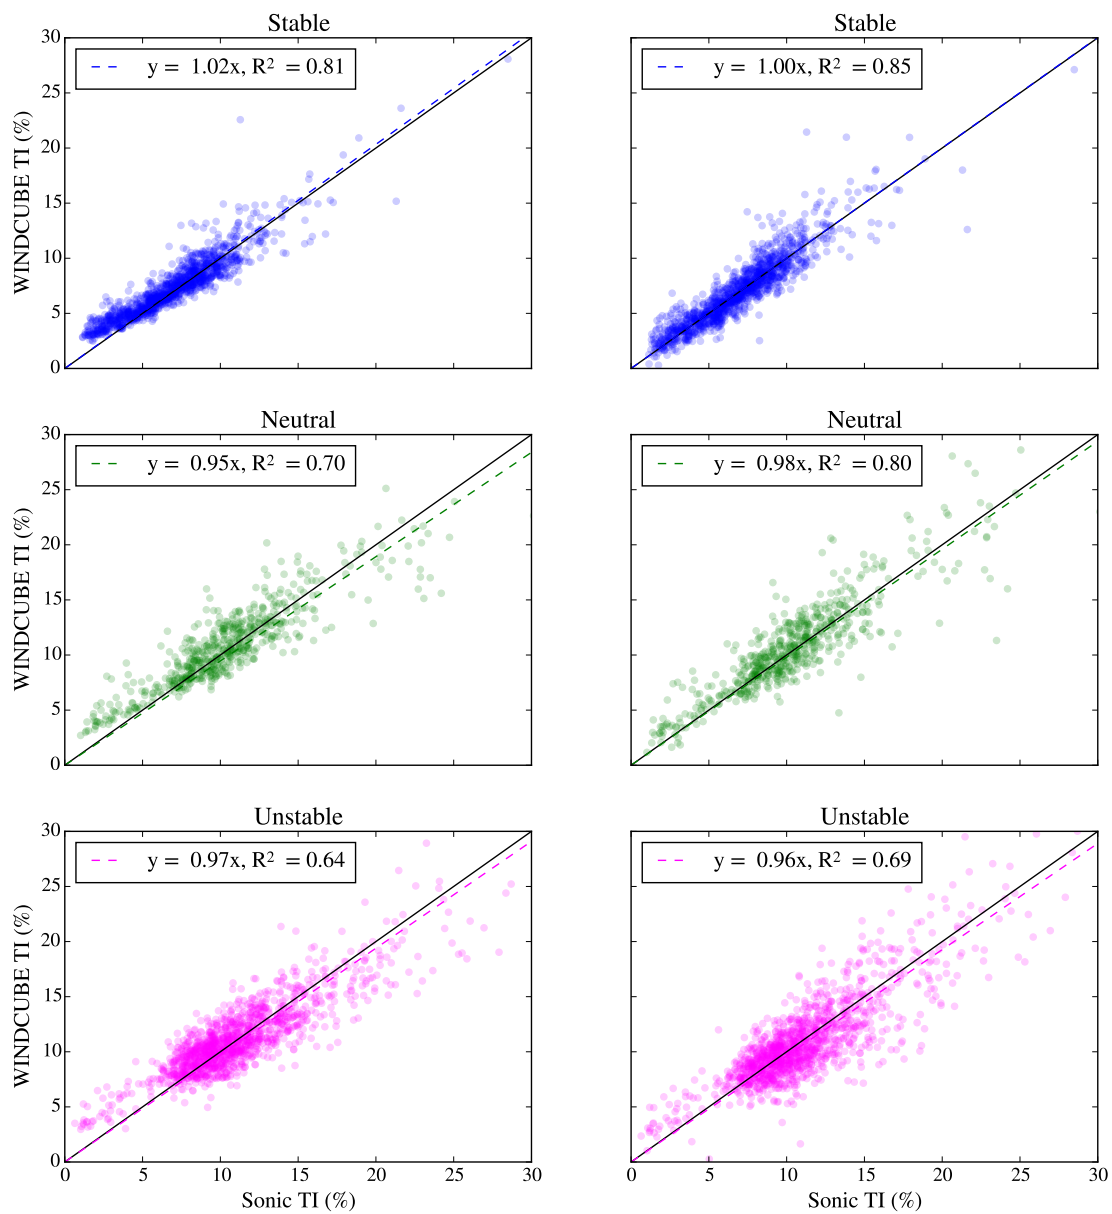 Stable
Stable
30
25
20
15
10
5
0
WINDCUBE TI (%)
y = 1.02x, R² = 0.81
y = 1.00x, R² = 0.85
Neutral
Neutral
30
25
20
15
10
5
0
WINDCUBE TI (%)
y = 0.95x, R² = 0.70
y = 0.98x, R² = 0.80
Unstable
Unstable
30
25
20
15
10
5
0
WINDCUBE TI (%)
y = 0.97x, R² = 0.64
y = 0.96x, R² = 0.69
0 5 10 15 20 25 30
0 5 10 15 20 25 30
Sonic TI (%)
Sonic TI (%)